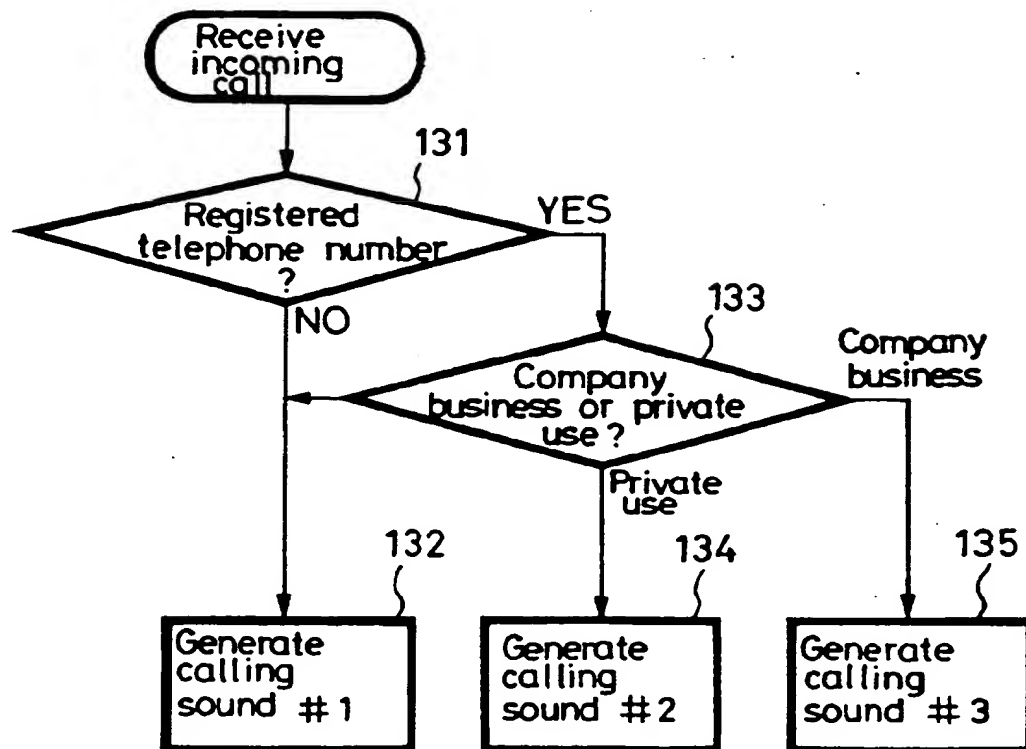 Receive
incoming
call
131
Registered
telephone number
?
YES
NO
133
Company
business or private
use?
Company
business
Private
use
132
134
135
Generate
calling
sound #1
Generate
calling
sound #2
Generate
calling
sound #3